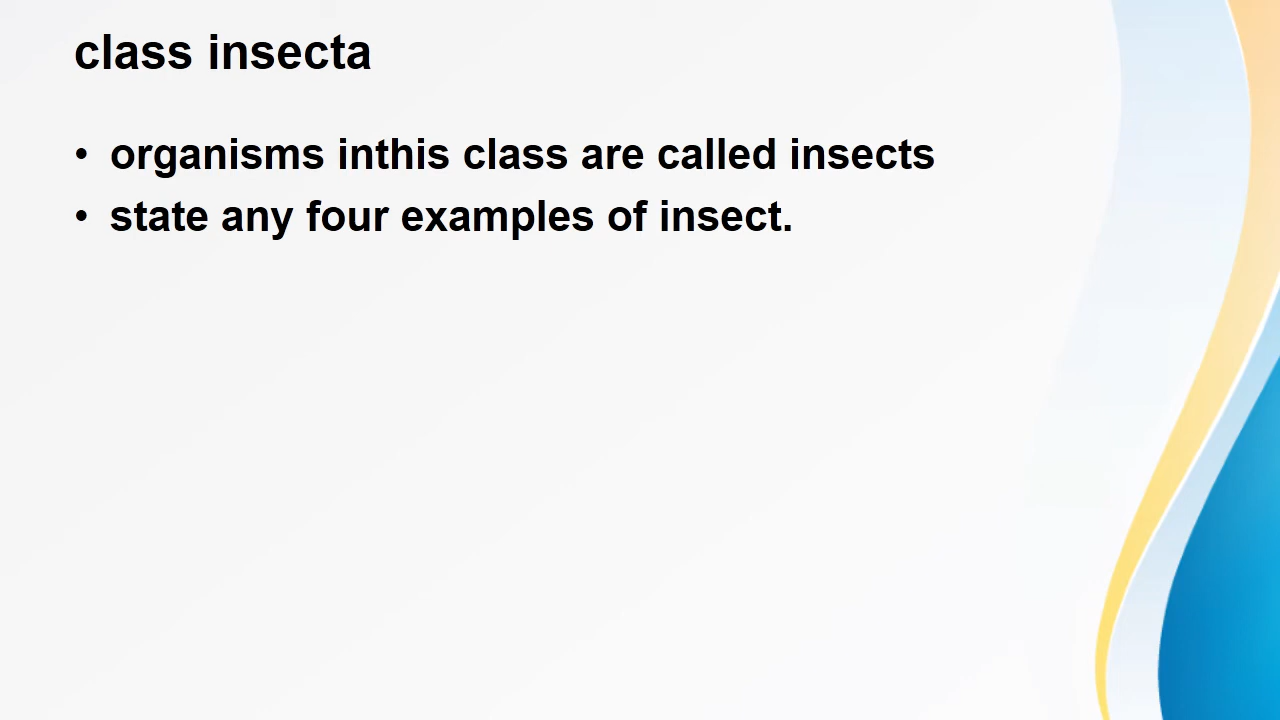 class insecta
• organisms inthis class are called insects
• state any four examples of insect.